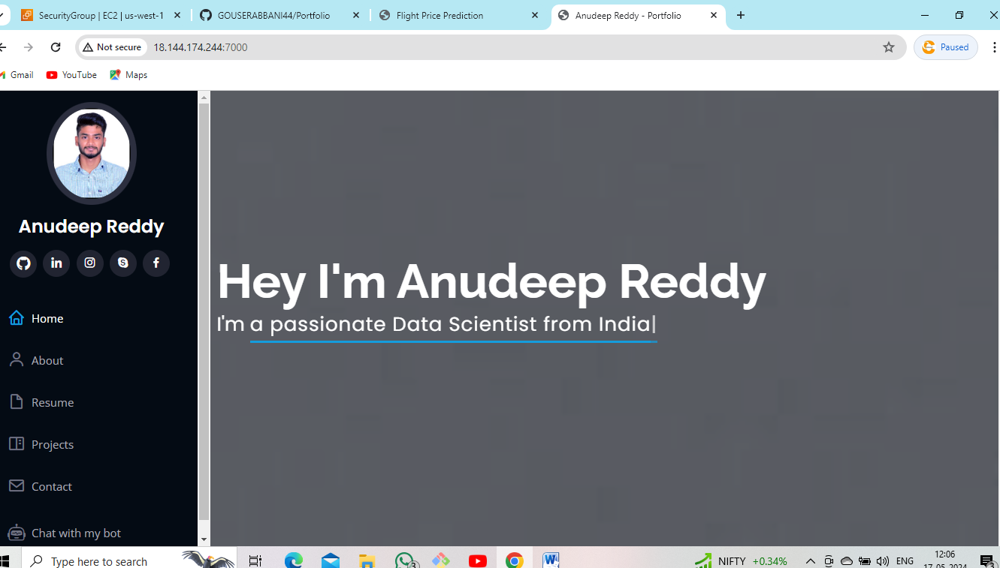 SecurityGroup | EC2 | us-west-1
GOUSERABBANI44/Portfolio
Flight Price Prediction
Anudeep Reddy - Portfolio
Not secure
18.144.174.244:7000
Paused
Gmail
YouTube
Maps
Anudeep Reddy
Home
About
Resume
Projects
Contact
Chat with my bot
Hey I'm Anudeep Reddy
I'm a passionate Data Scientist from India|
Type here to search
3
NIFTY +0.34%
ENG
12:06
17-05-2024
3